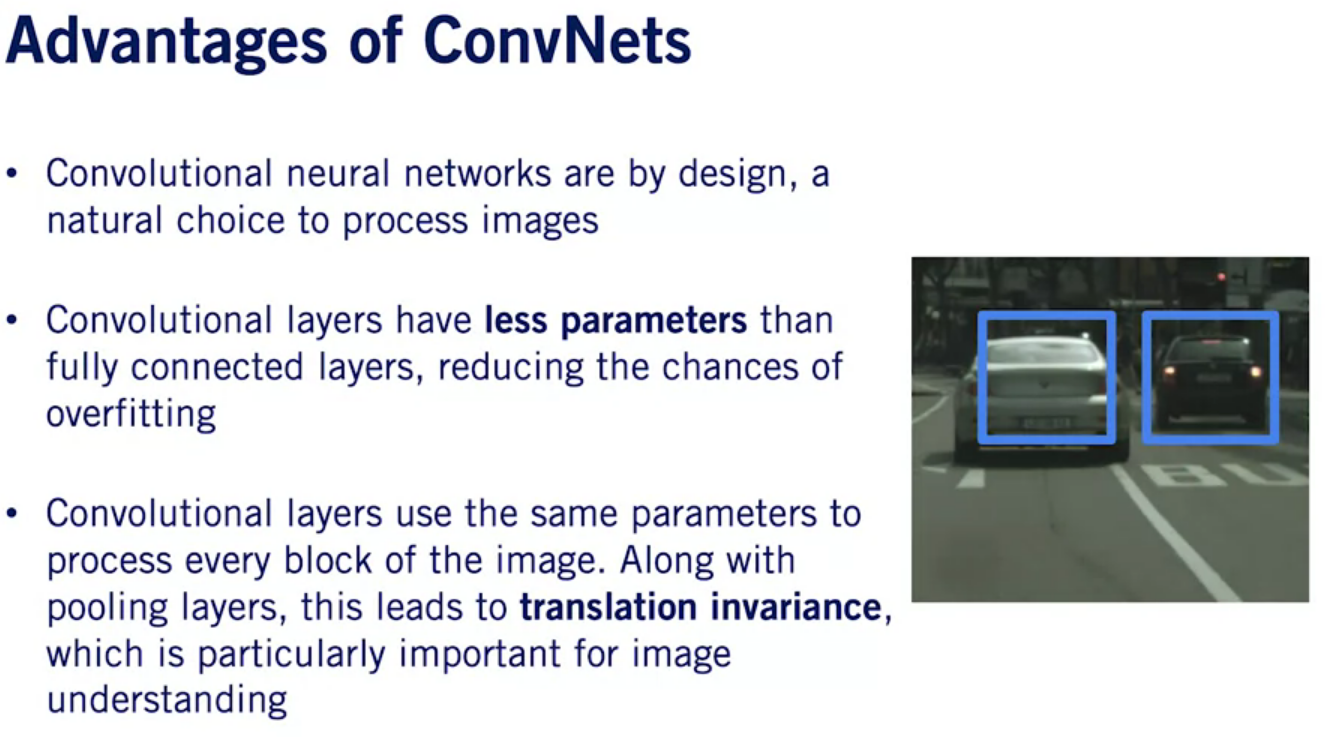 Advantages of ConvNets
• Convolutional neural networks are by design, a
natural choice to process images
• Convolutional layers have less parameters than
fully connected layers, reducing the chances of
overfitting
• Convolutional layers use the same parameters to
process every block of the image. Along with
pooling layers, this leads to translation invariance,
which is particularly important for image
understanding
BU